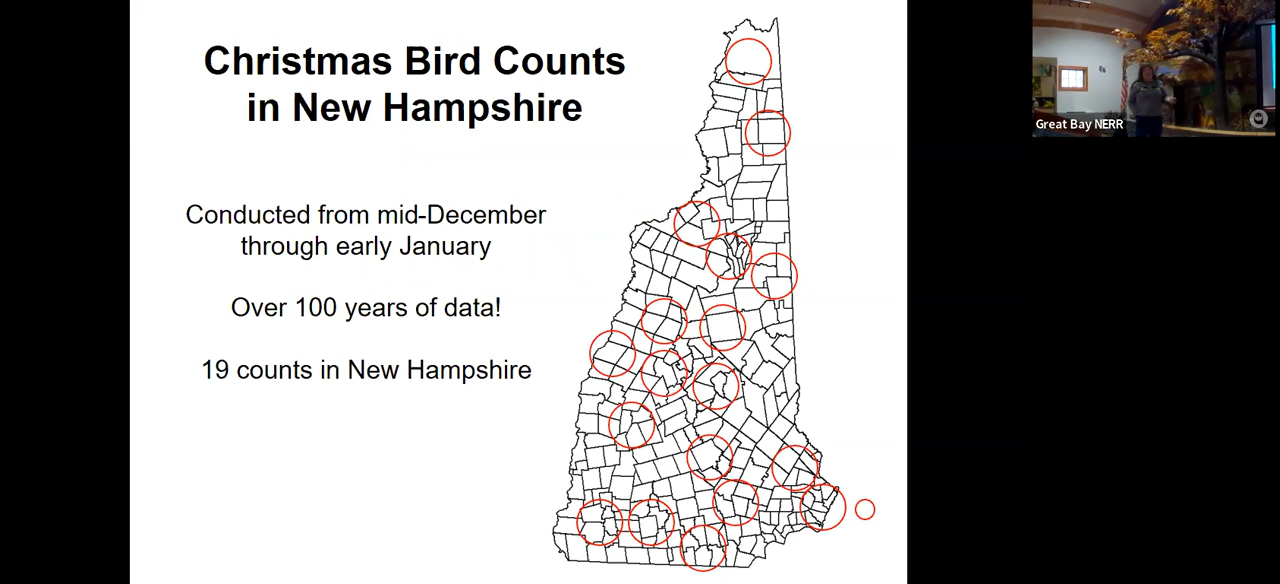 Christmas Bird Counts
in New Hampshire
Conducted from mid-December
through early January
Over 100 years of data!
19 counts in New Hampshire
Great Bay NERR